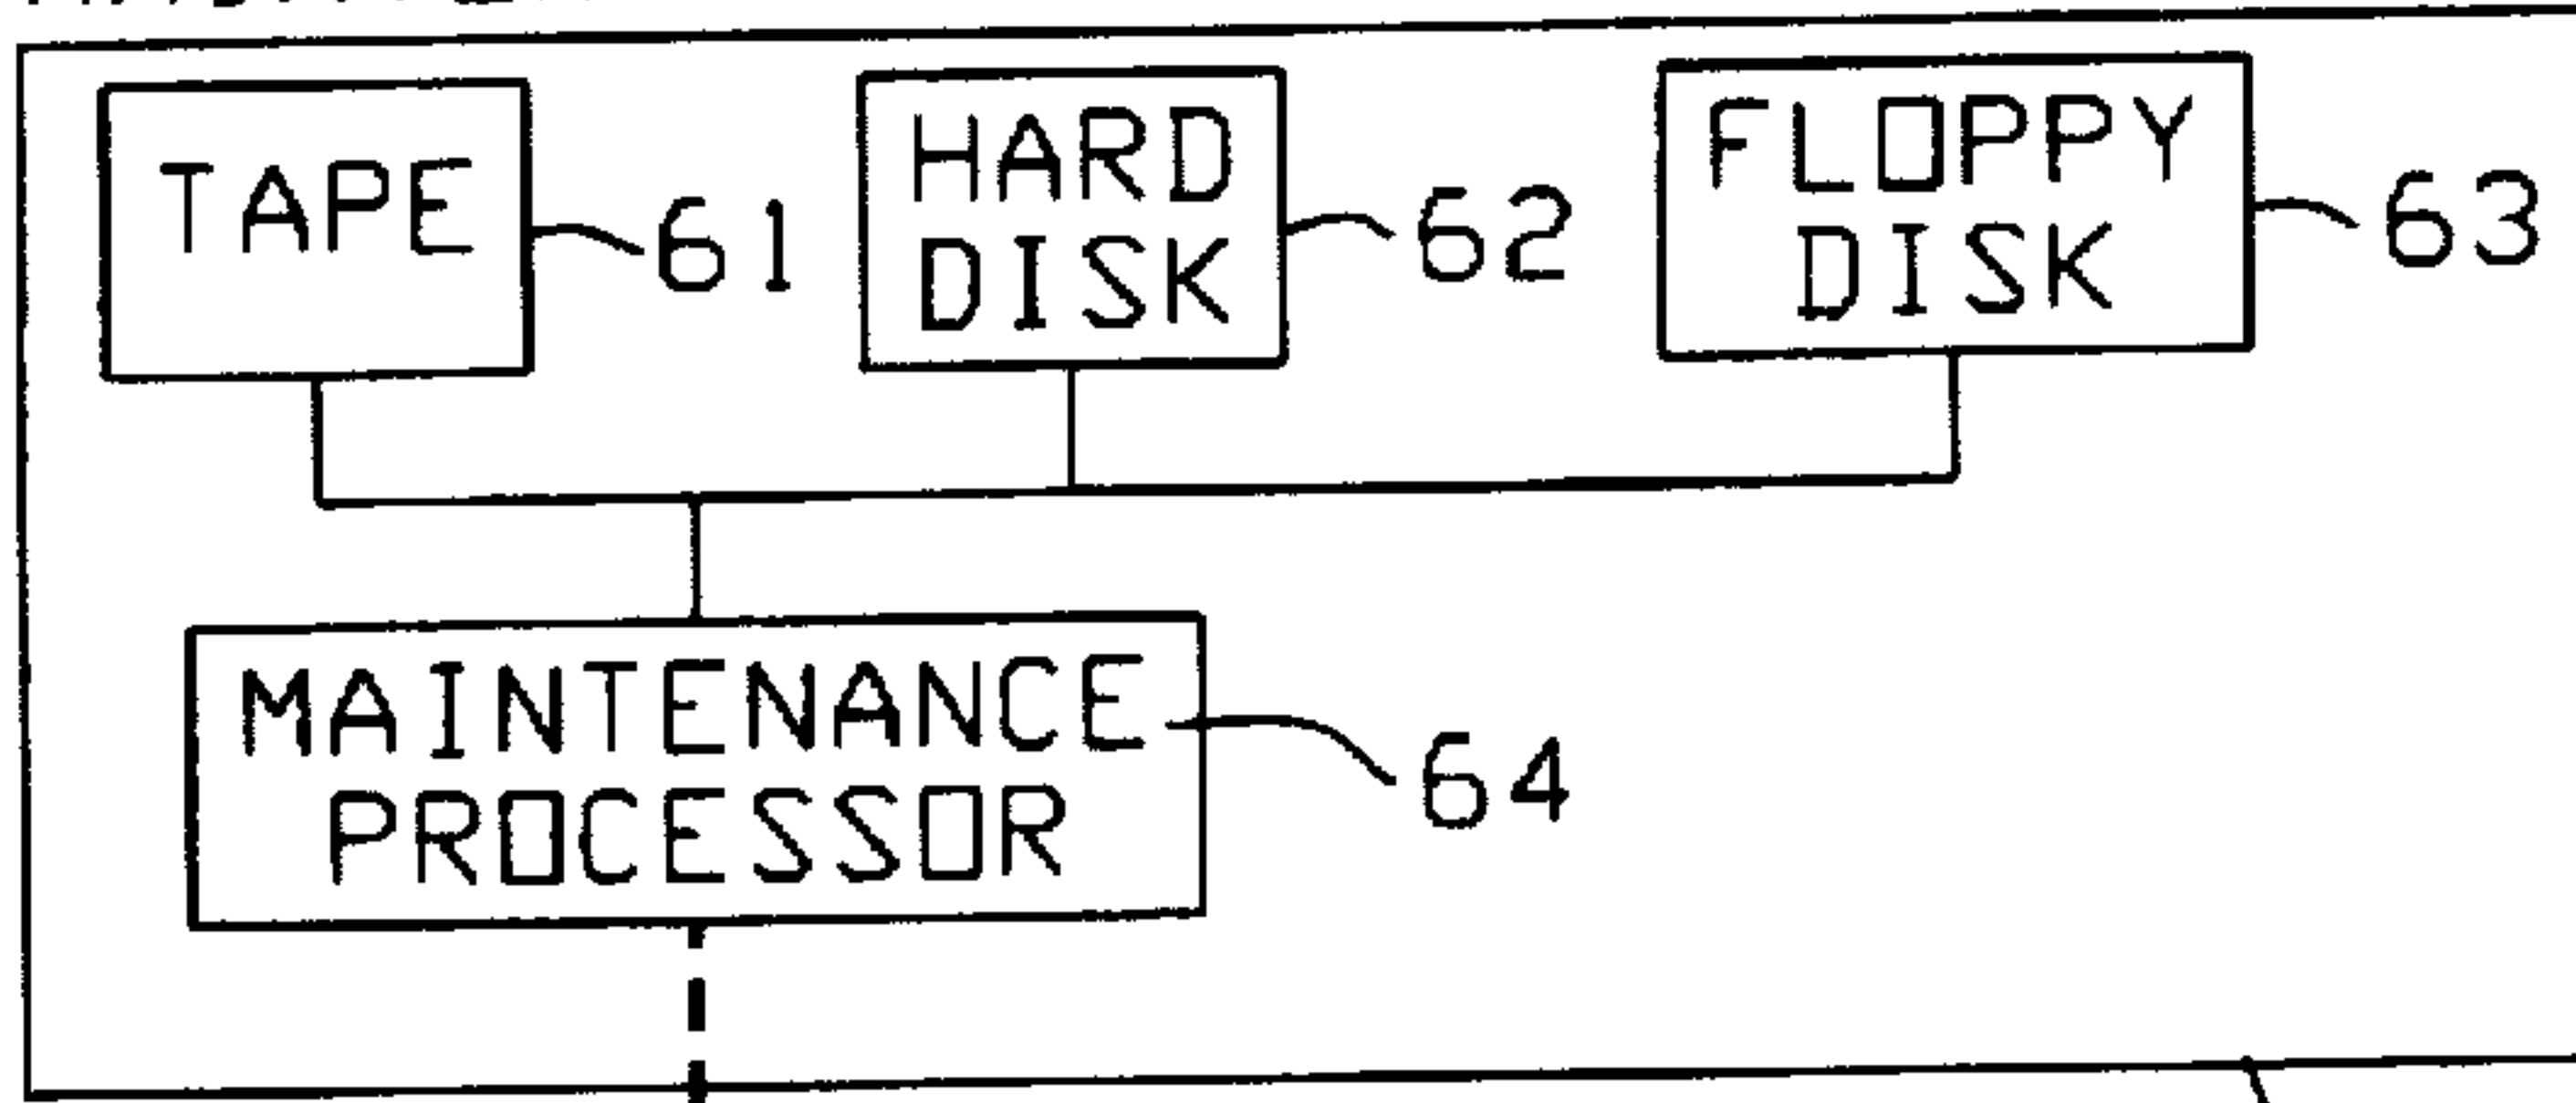 TAPE
61
HARD
DISK
62
FLOPPY
DISK
63
MAINTENANCE
PROCESSOR
64